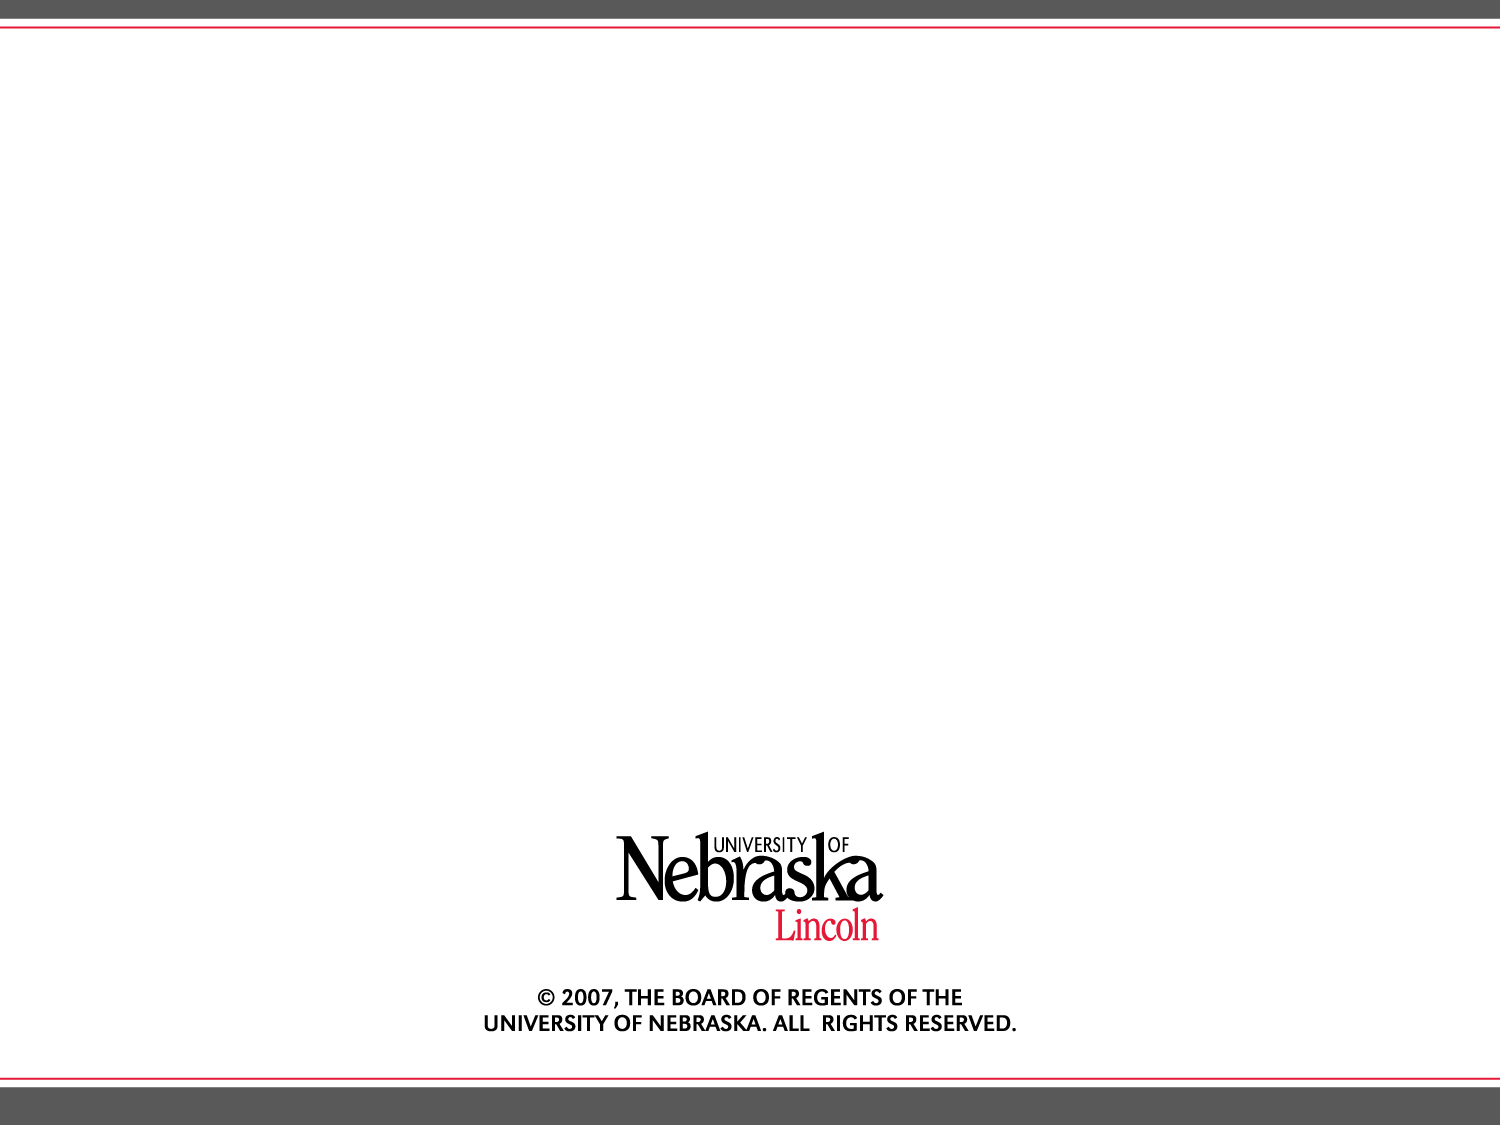 UNIVERSITY OF
Nebraska
Lincoln
© 2007, THE BOARD OF REGENTS OF THE
UNIVERSITY OF NEBRASKA. ALL  RIGHTS RESERVED.